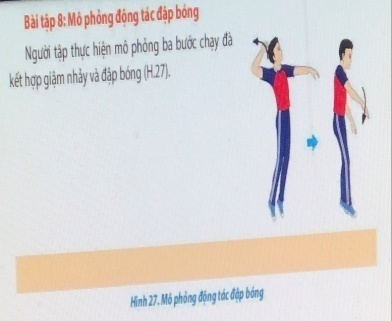 Bài tập 8: Mô phỏng động tác đập bóng
Người tập thực hiện mô phỏng ba bước chạy đà
kết hợp giậm nhảy và đập bóng (H.27).
Hình 27. Mô phỏng động tác đập bóng